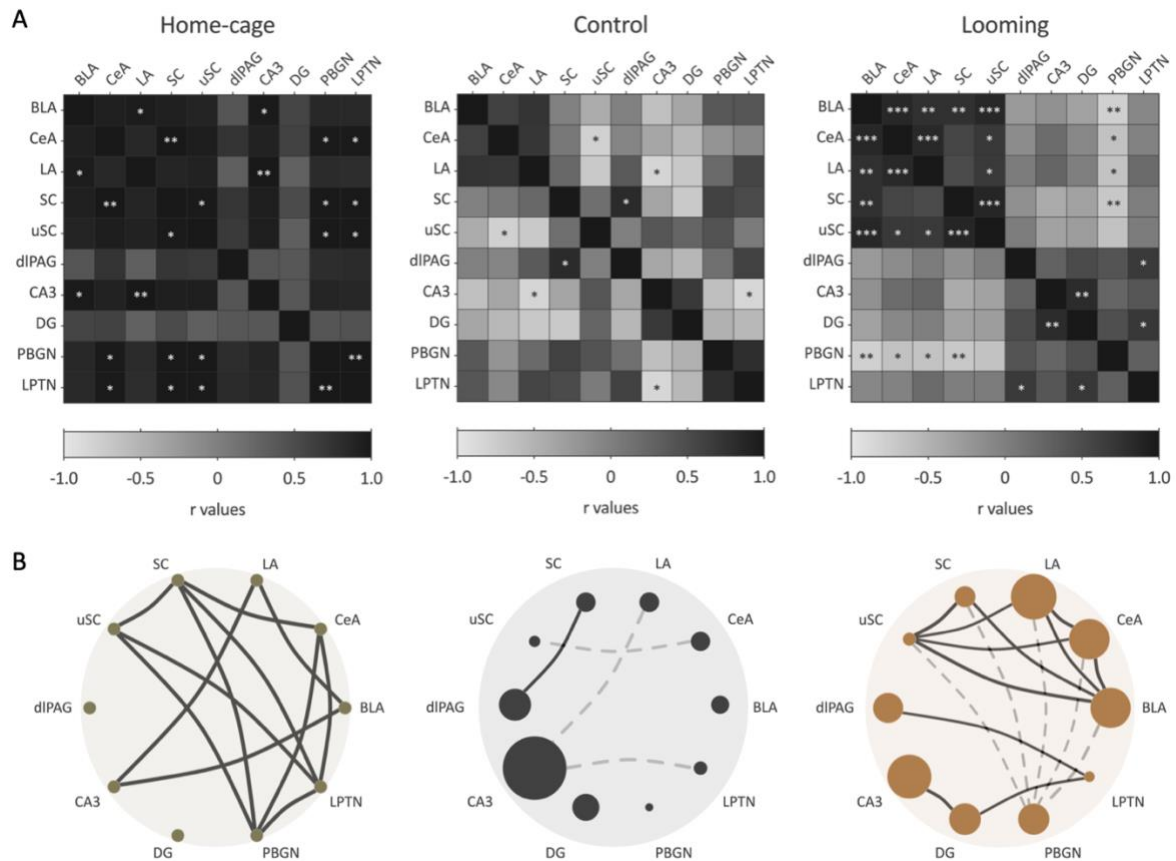 A
Home-cage
Control
Looming
BLA CeA LA SC uSC dlPAG CA3 DG PBGN LPTN
BLA CeA LA SC uSC dlPAG CA3 DG PBGN LPTN
BLA CeA LA SC uSC dlPAG CA3 DG PBGN LPTN
BLA * * BLA BLA *** ** ** *** **
CeA ** * * CeA * CeA *** *** * *
LA * ** LA * LA ** *** * *
SC ** * * * SC * SC ** *** **
uSC * * * uSC * uSC *** * * ***
dlPAG dlPAG * dlPAG *
CA3 * ** CA3 * * CA3 **
DG DG DG ** *
PBGN * * * ** PBGN PBGN ** * * **
LPTN * * * ** LPTN * LPTN * *
-1.0 -0.5 0 0.5 1.0
-1.0 -0.5 0 0.5 1.0
-1.0 -0.5 0 0.5 1.0
r values
r values
r values
B
SC LA
uSC CeA
dlPAG BLA
CA3 LPTN
DG PBGN
SC LA
uSC CeA
dlPAG BLA
CA3 LPTN
DG PBGN
SC LA
uSC CeA
dlPAG BLA
CA3 LPTN
DG PBGN